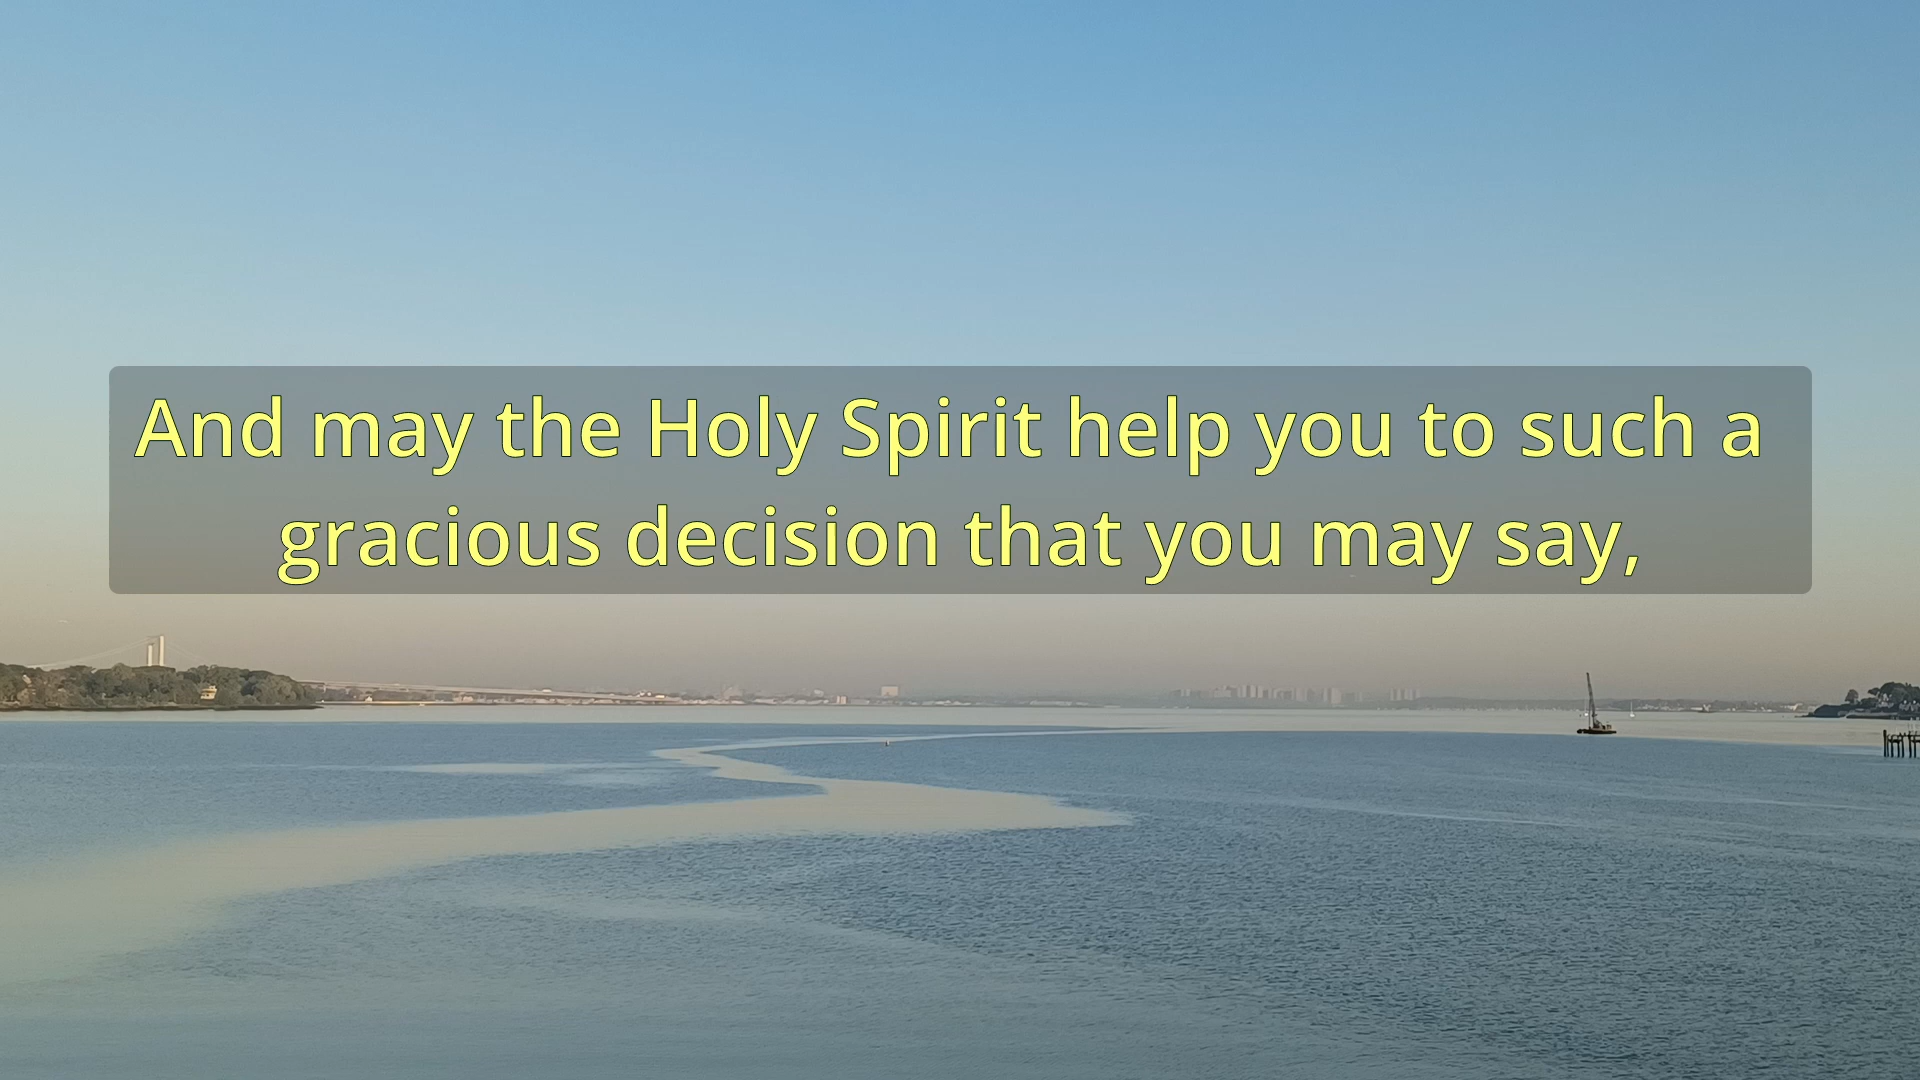 And may the Holy Spirit help you to such a
gracious decision that you may say,